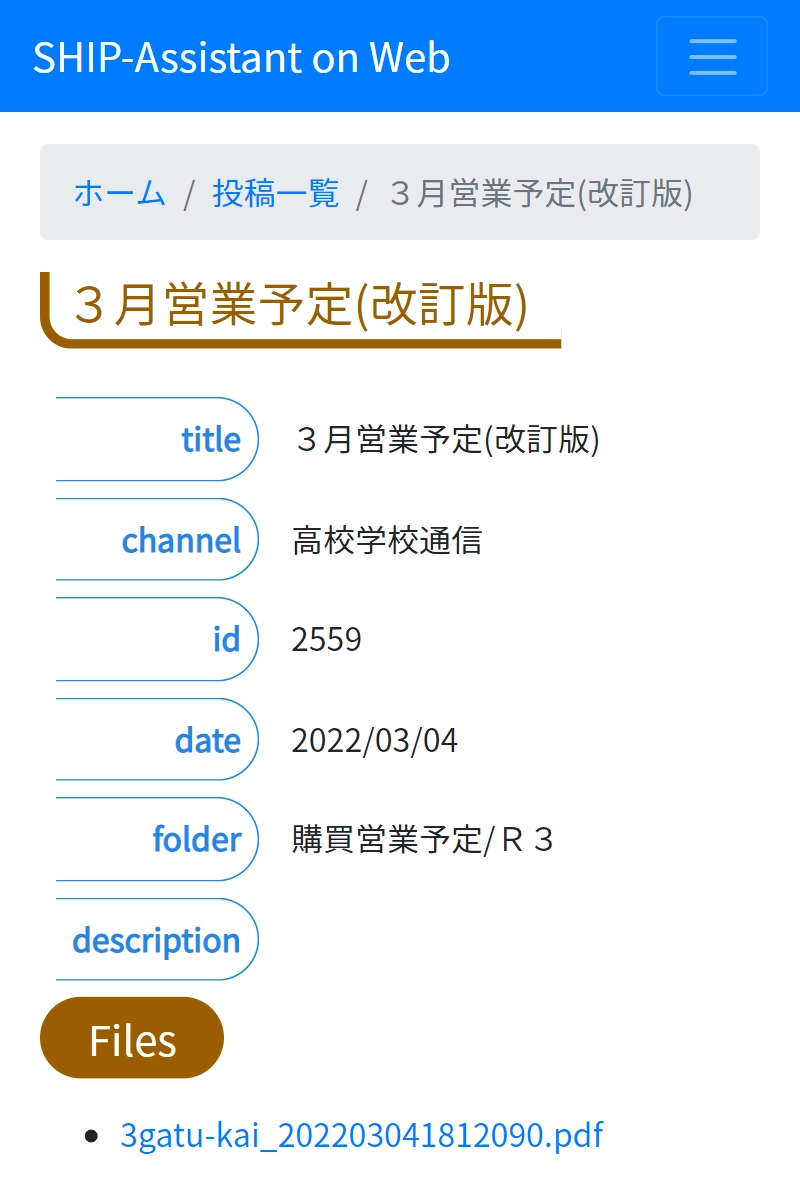 SHIP-Assistant on Web
ホーム / 投稿一覧 / ３月営業予定(改訂版)
３月営業予定(改訂版)
title ３月営業予定(改訂版)
channel 高校学校通信
id 2559
date 2022/03/04
folder 購買営業予定/Ｒ３
description
Files
3gatu-kai_202203041812090.pdf